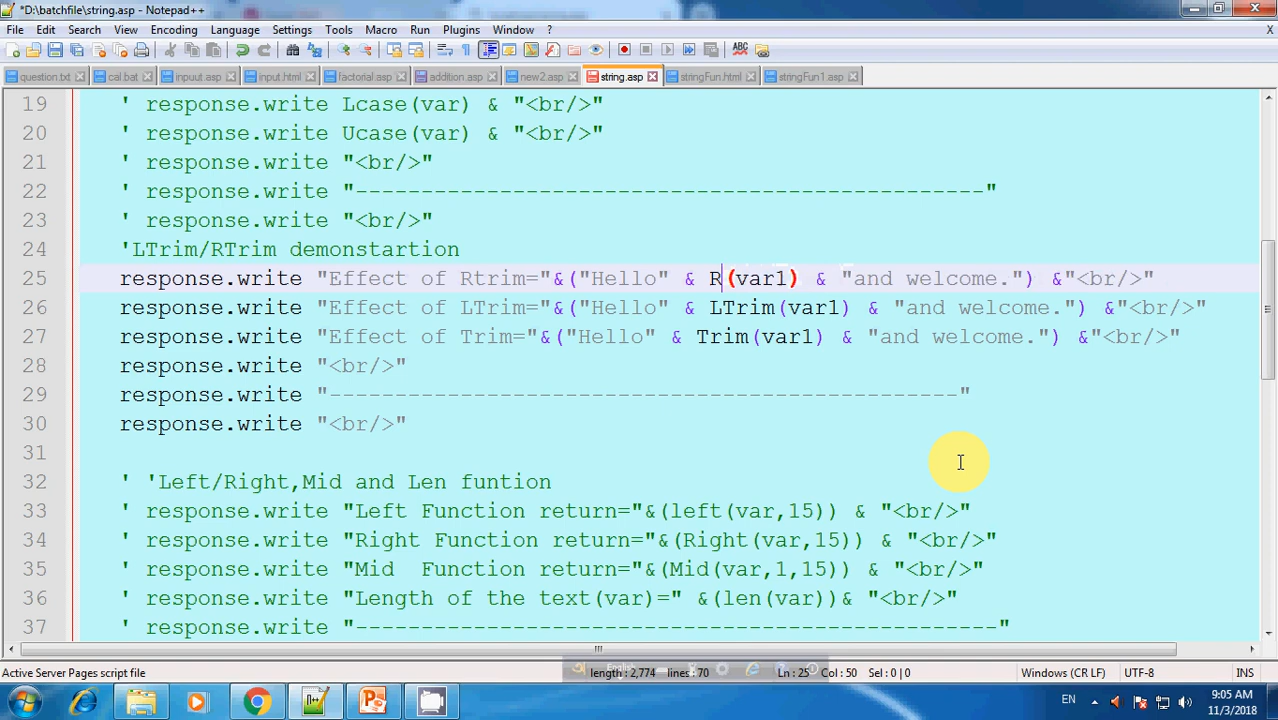 *D:\batchfile\string.asp - Notepad++
File Edit Search View Encoding Language Settings Tools Macro Run Plugins Window ? X
question.txt cal.bat inpuut.asp input.html factorial.asp addition.asp new2.asp string.asp stringFun.html stringFun1.asp
19 ' response.write Lcase(var) & "<br/>"
20 ' response.write Ucase(var) & "<br/>"
21 ' response.write "<br/>"
22 ' response.write "------------------------------------------------"
23 ' response.write "<br/>"
24 'LTrim/RTrim demonstartion
25 response.write "Effect of Rtrim="&("Hello" & R(var1) & "and welcome.") &"<br/>"
26 response.write "Effect of LTrim="&("Hello" & LTrim(var1) & "and welcome.") &"<br/>"
27 response.write "Effect of Trim="&("Hello" & Trim(var1) & "and welcome.") &"<br/>"
28 response.write "<br/>"
29 response.write "------------------------------------------------"
30 response.write "<br/>"
31
32 ' 'Left/Right,Mid and Len funtion
33 ' response.write "Left Function return="&(left(var,15)) & "<br/>"
34 ' response.write "Right Function return="&(Right(var,15)) & "<br/>"
35 ' response.write "Mid  Function return="&(Mid(var,1,15)) & "<br/>"
36 ' response.write "Length of the text(var)=" &(len(var))& "<br/>"
37 ' response.write "-------------------------------------------------"
Active Server Pages script file length : 2,774 lines : 70 Ln : 25 Col : 50 Sel : 0 | 0 Windows (CR LF) UTF-8 INS
EN 9:05 AM
11/3/2018